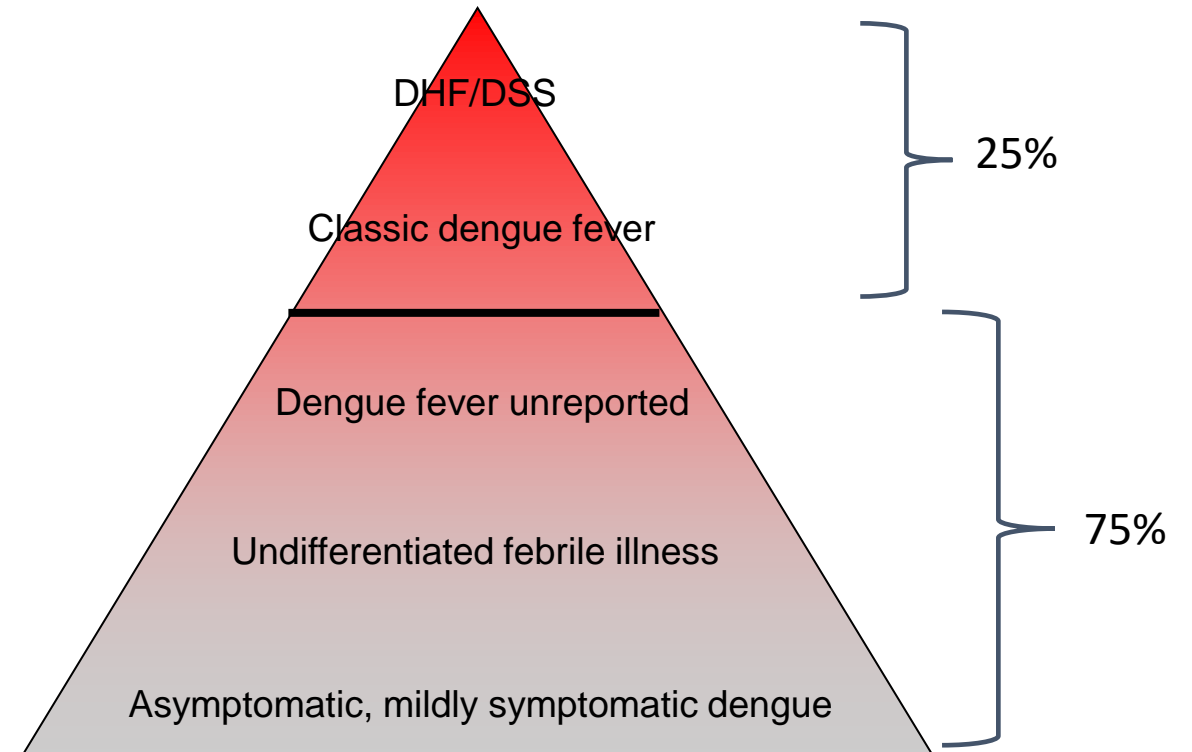 DHF/DSS
25%
Classic dengue fever
Dengue fever unreported
75%
Undifferentiated febrile illness
Asymptomatic, mildly symptomatic dengue